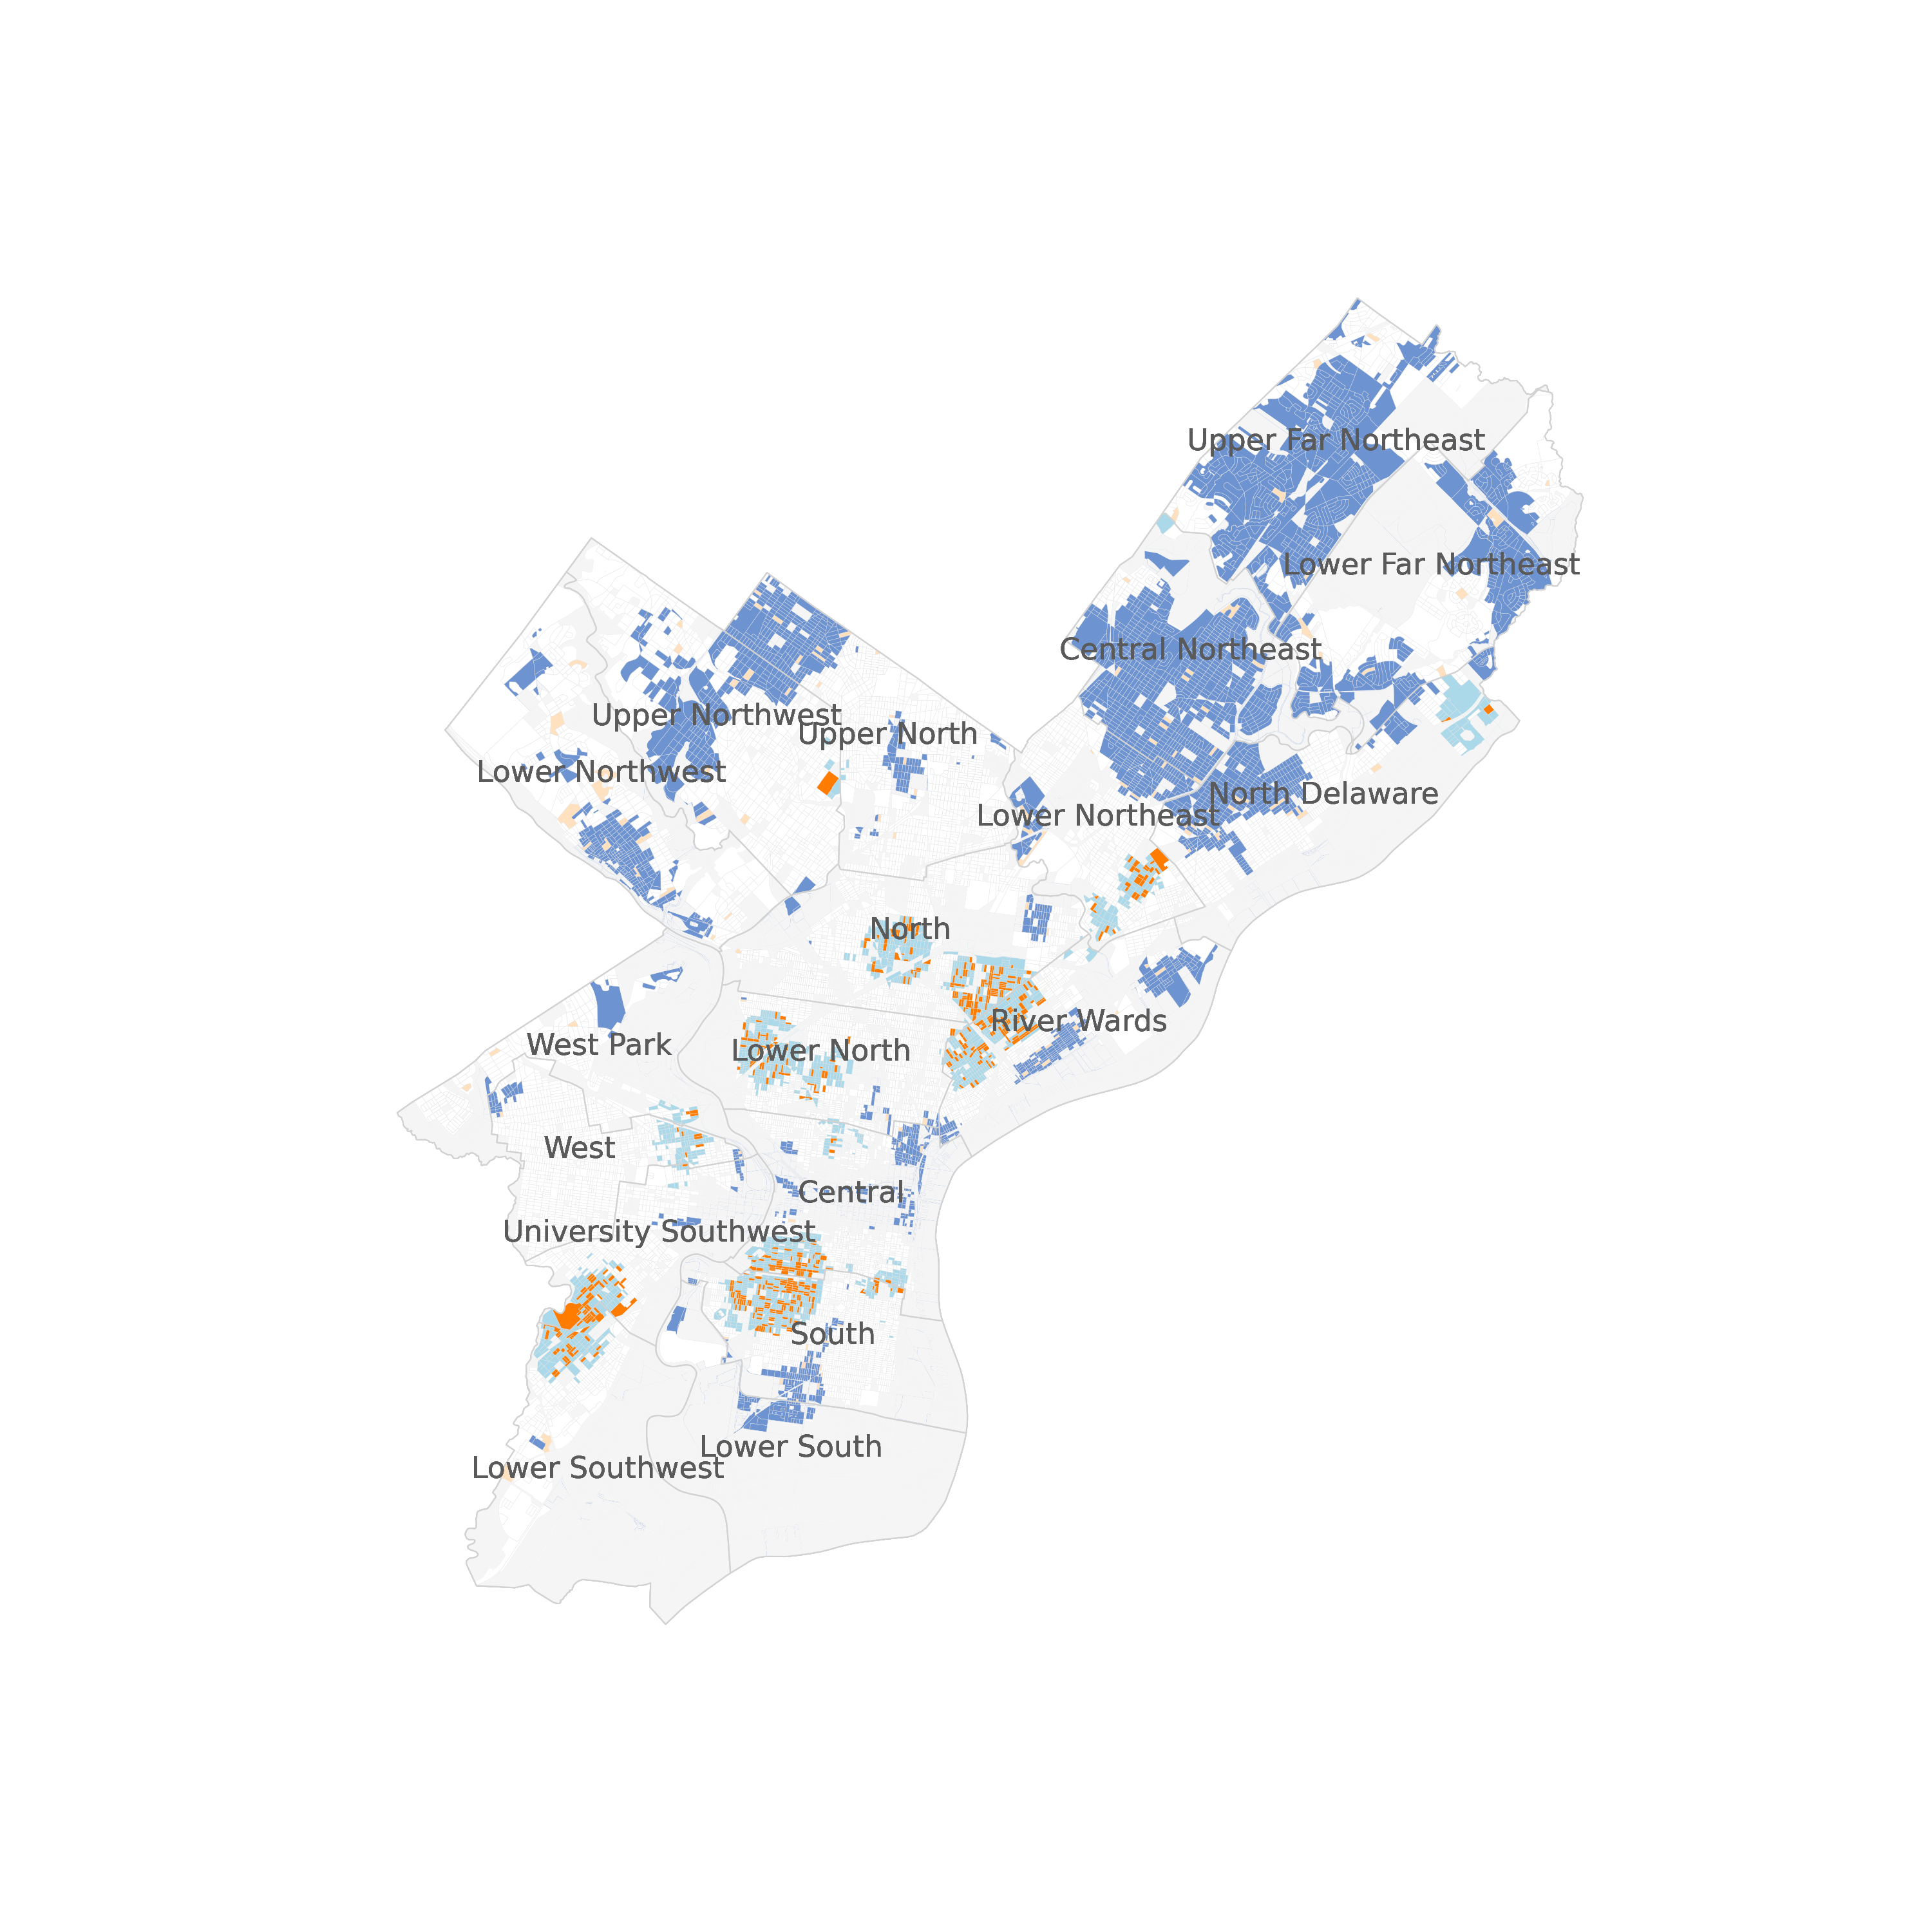 Upper Far Northeast
Lower Far Northeast
Central Northeast
Upper Northwest
Upper North
Lower Northwest
North Delaware
Lower Northeast
North
River Wards
West Park
Lower North
West
Central
University Southwest
South
Lower South
Lower Southwest